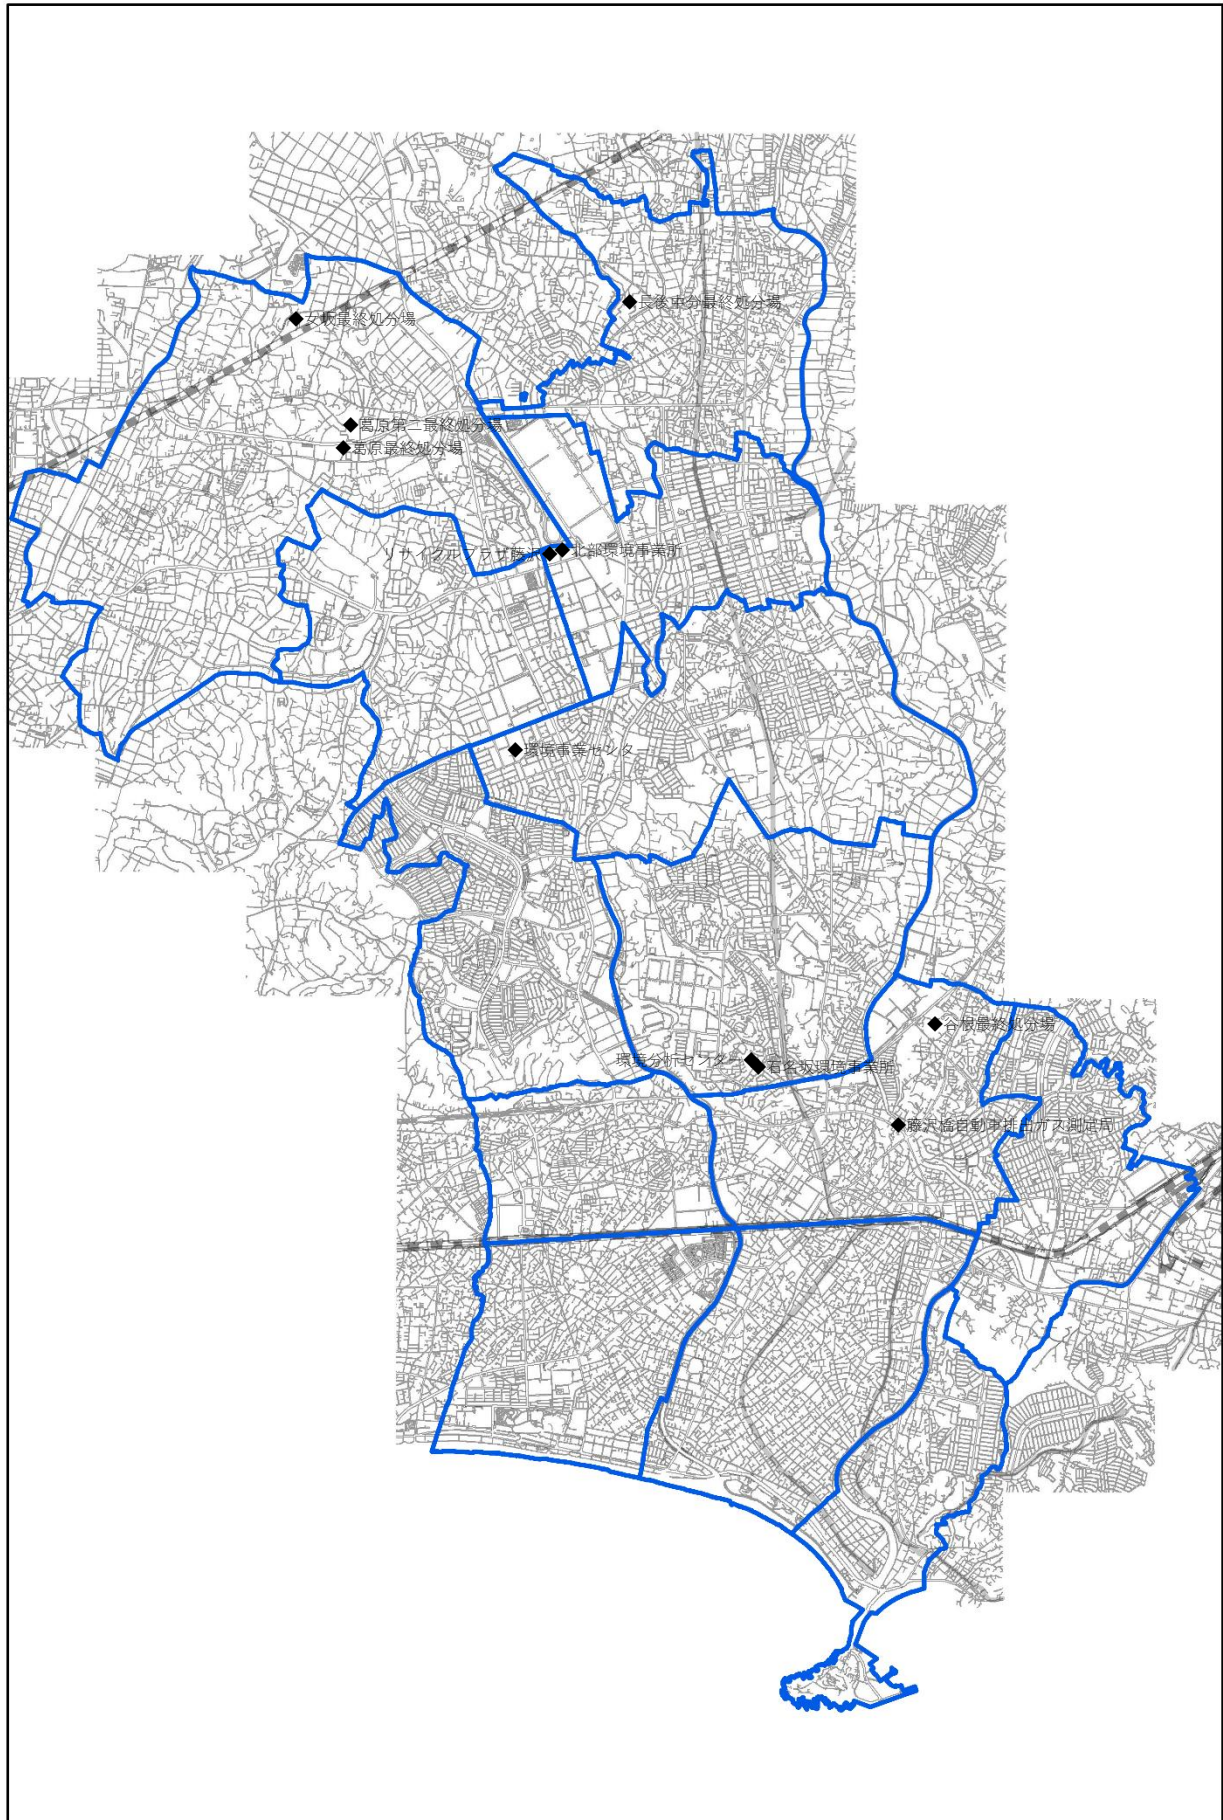 長後東分最終処分場
女坂最終処分場
葛原第二最終処分場
葛原最終処分場
リサイクルプラザ藤沢
北部環境事業所
環境事業センター
谷根最終処分場
環境分析センター
石名坂環境事業所
藤沢橋自動車排出ガス測定局